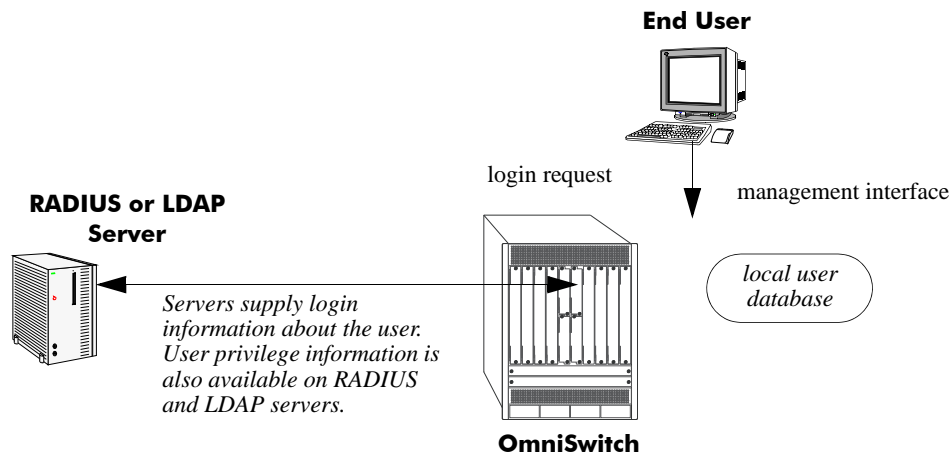 End User
login request
management interface
RADIUS or LDAP
Server
local user
database
Servers supply login
information about the user.
User privilege information is
also available on RADIUS
and LDAP servers.
OmniSwitch